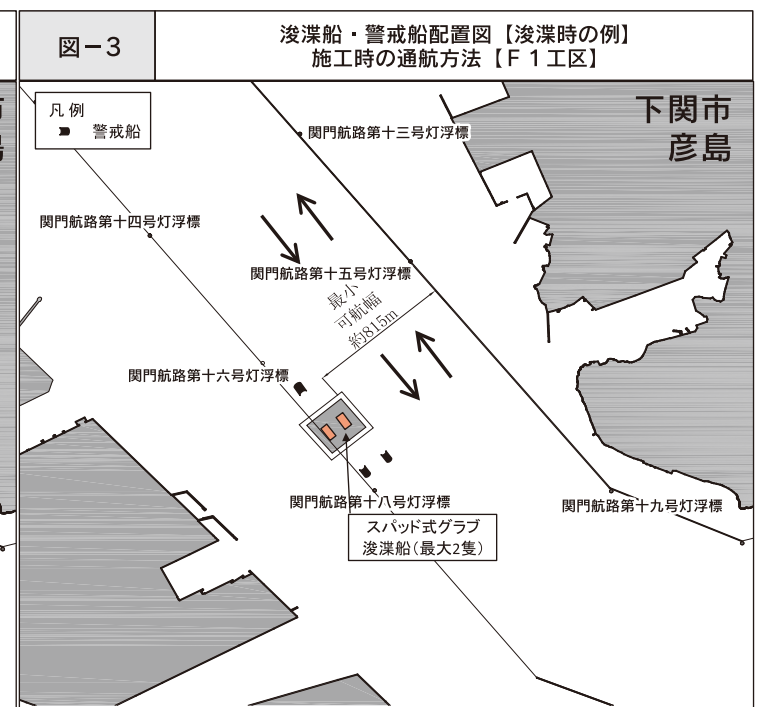 図－3
浚渫船・警戒船配置図【浚渫時の例】
施工時の通航方法【F1工区】
凡例
警戒船
下関市
彦島
関門航路第十三号灯浮標
関門航路第十四号灯浮標
関門航路第十五号灯浮標
最小
可航幅
約815m
関門航路第十六号灯浮標
関門航路第十八号灯浮標
関門航路第十九号灯浮標
スパッド式グラブ
浚渫船(最大2隻)